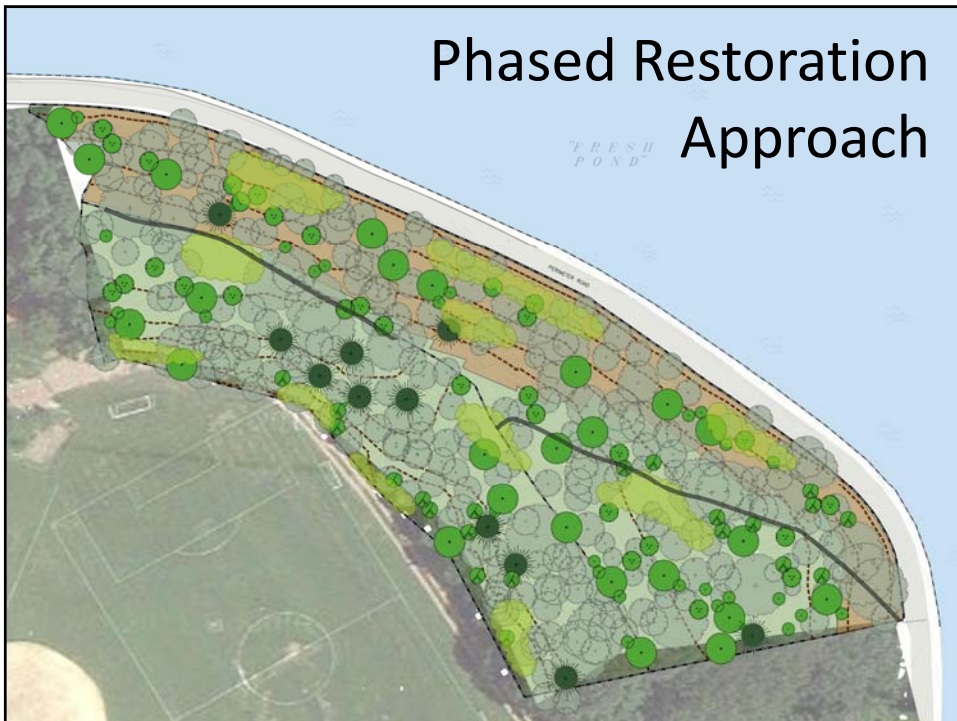 Phased Restoration
Approach
"FRESH
POND"
PERIMETER ROAD